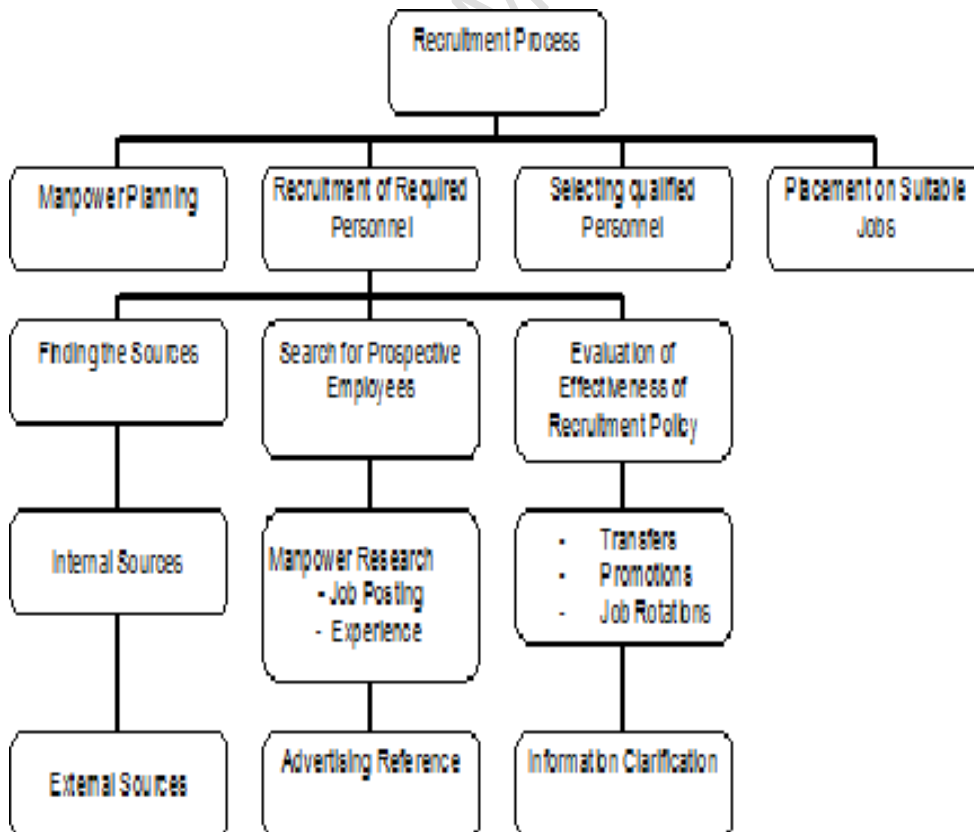 Recruitment Process
Manpower Planning
Recruitment of Required
Personnel
Selecting qualified
Personnel
Placement on Suitable
Jobs
Finding the Sources
Search for Prospective
Employees
Evaluation of
Effectiveness of
Recruitment Policy
Internal Sources
Manpower Research
- Job Posting
- Experience
- Transfers
- Promotions
- Job Rotations
External Sources
Advertising Reference
Information Clarification